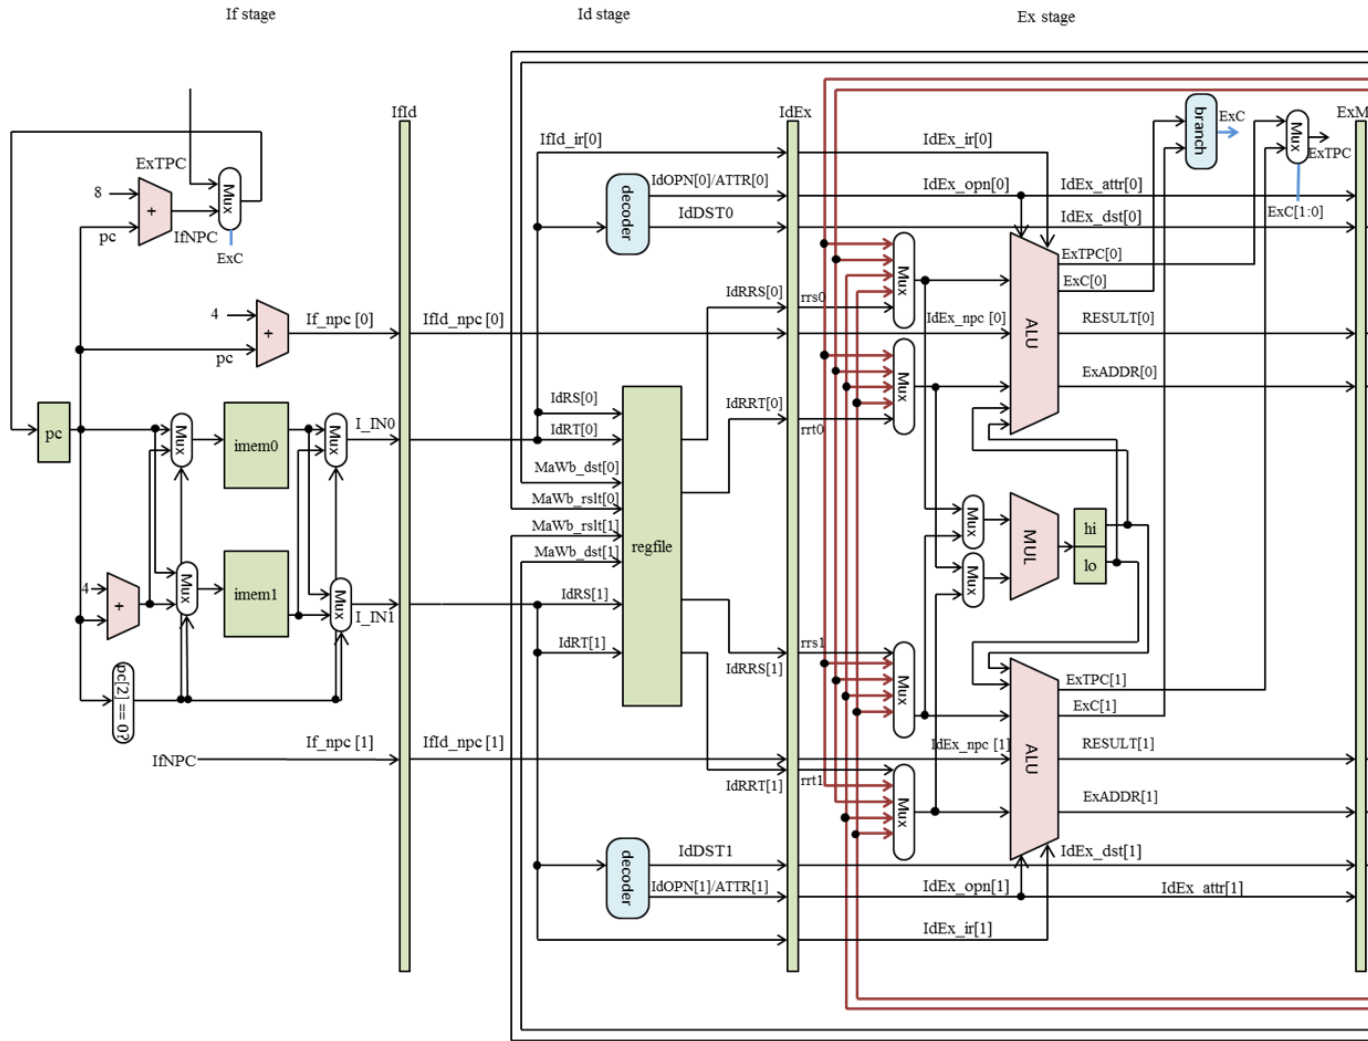 If stage
Id stage
Ex stage
IfId
IdEx
ExM
ExTPC
8
+
Mux
pc
IfNPC
ExC
4
+
If_npc [0]
pc
pc
Mux
imem0
Mux
I_IN0
4
+
Mux
imem1
Mux
I_IN1
pc[2] == 0?
If_npc [1]
IfNPC
IfId_ir[0]
decoder
IdOPN[0]/ATTR[0]
IdDST0
IdRRS[0]
IfId_npc [0]
IdRS[0]
IdRT[0]
IdRRT[0]
MaWb_dst[0]
MaWb_rslt[0]
MaWb_rslt[1]
MaWb_dst[1]
regfile
IdRS[1]
IdRT[1]
IdRRS[1]
IfId_npc [1]
IdRRT[1]
decoder
IdDST1
IdOPN[1]/ATTR[1]
branch
ExC
Mux
ExTPC
ExC[1:0]
IdEx_ir[0]
IdEx_opn[0]
IdEx_attr[0]
IdEx_dst[0]
Mux
rrs0
IdEx_npc [0]
ALU
ExTPC[0]
ExC[0]
RESULT[0]
Mux
ExADDR[0]
rrt0
Mux
Mux
MUL
hi
lo
rrs1
Mux
ExTPC[1]
ExC[1]
IdEx_npc [1]
ALU
RESULT[1]
rrt1
Mux
ExADDR[1]
IdEx_dst[1]
IdEx_opn[1]
IdEx_attr[1]
IdEx_ir[1]